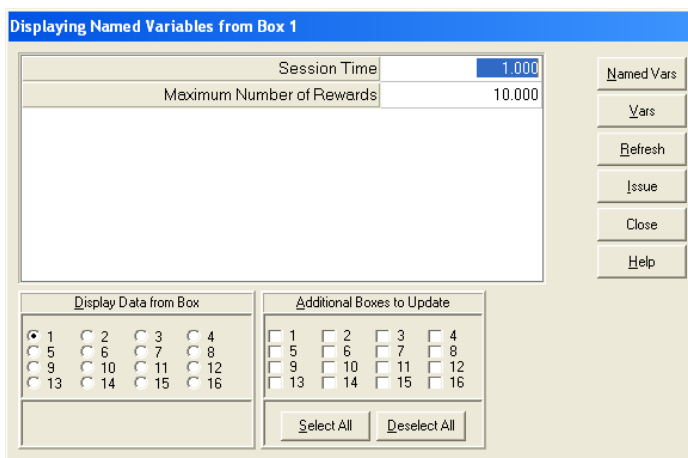 Displaying Named Variables from Box 1
Session Time 1.000
Maximum Number of Rewards 10.000
Named Vars
Vars
Refresh
Issue
Close
Help
Display Data from Box
1 2 3 4
5 6 7 8
9 10 11 12
13 14 15 16
Additional Boxes to Update
1 2 3 4
5 6 7 8
9 10 11 12
13 14 15 16
Select All Deselect All